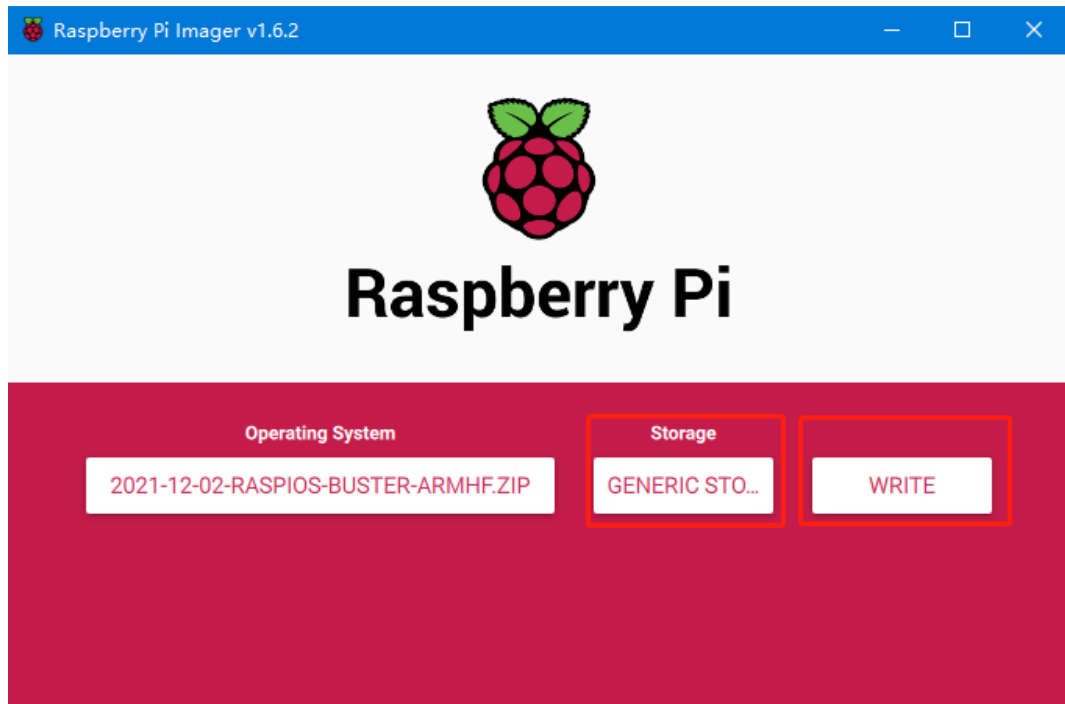 Raspberry Pi Imager v1.6.2
Raspberry Pi
Operating System
Storage
2021-12-02-RASPIOS-BUSTER-ARMHF.ZIP
GENERIC STO...
WRITE